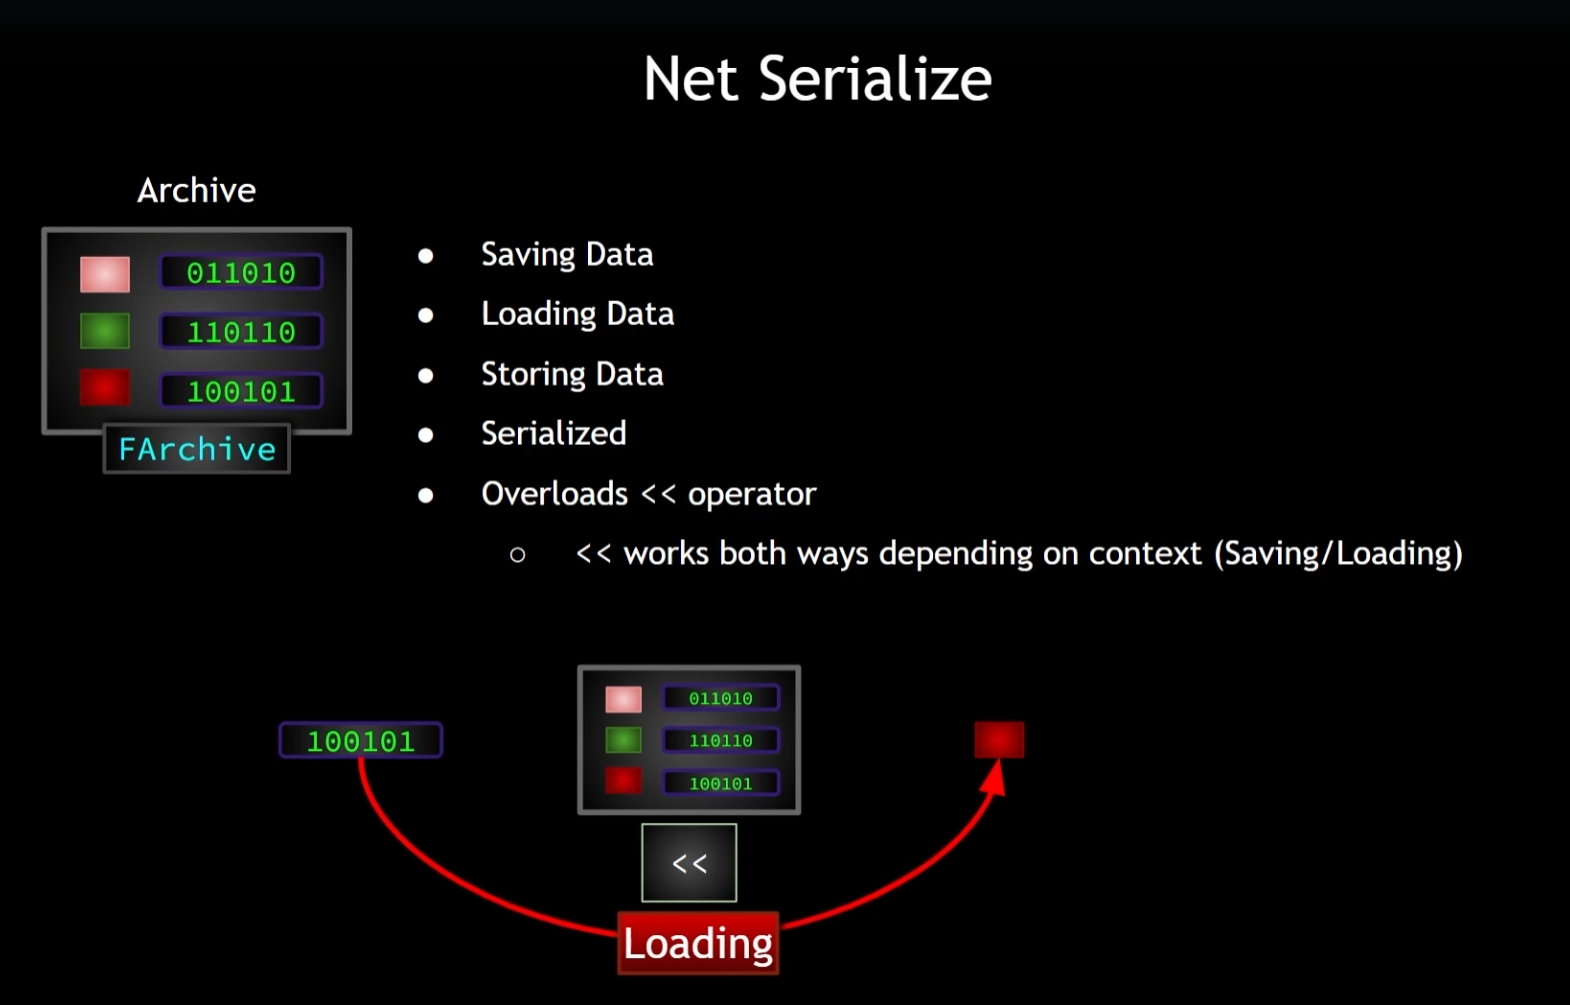 Net Serialize
Archive
011010
110110
100101
FArchive
● Saving Data
● Loading Data
● Storing Data
● Serialized
● Overloads << operator
○ << works both ways depending on context (Saving/Loading)
100101
011010
110110
100101
<<
Loading